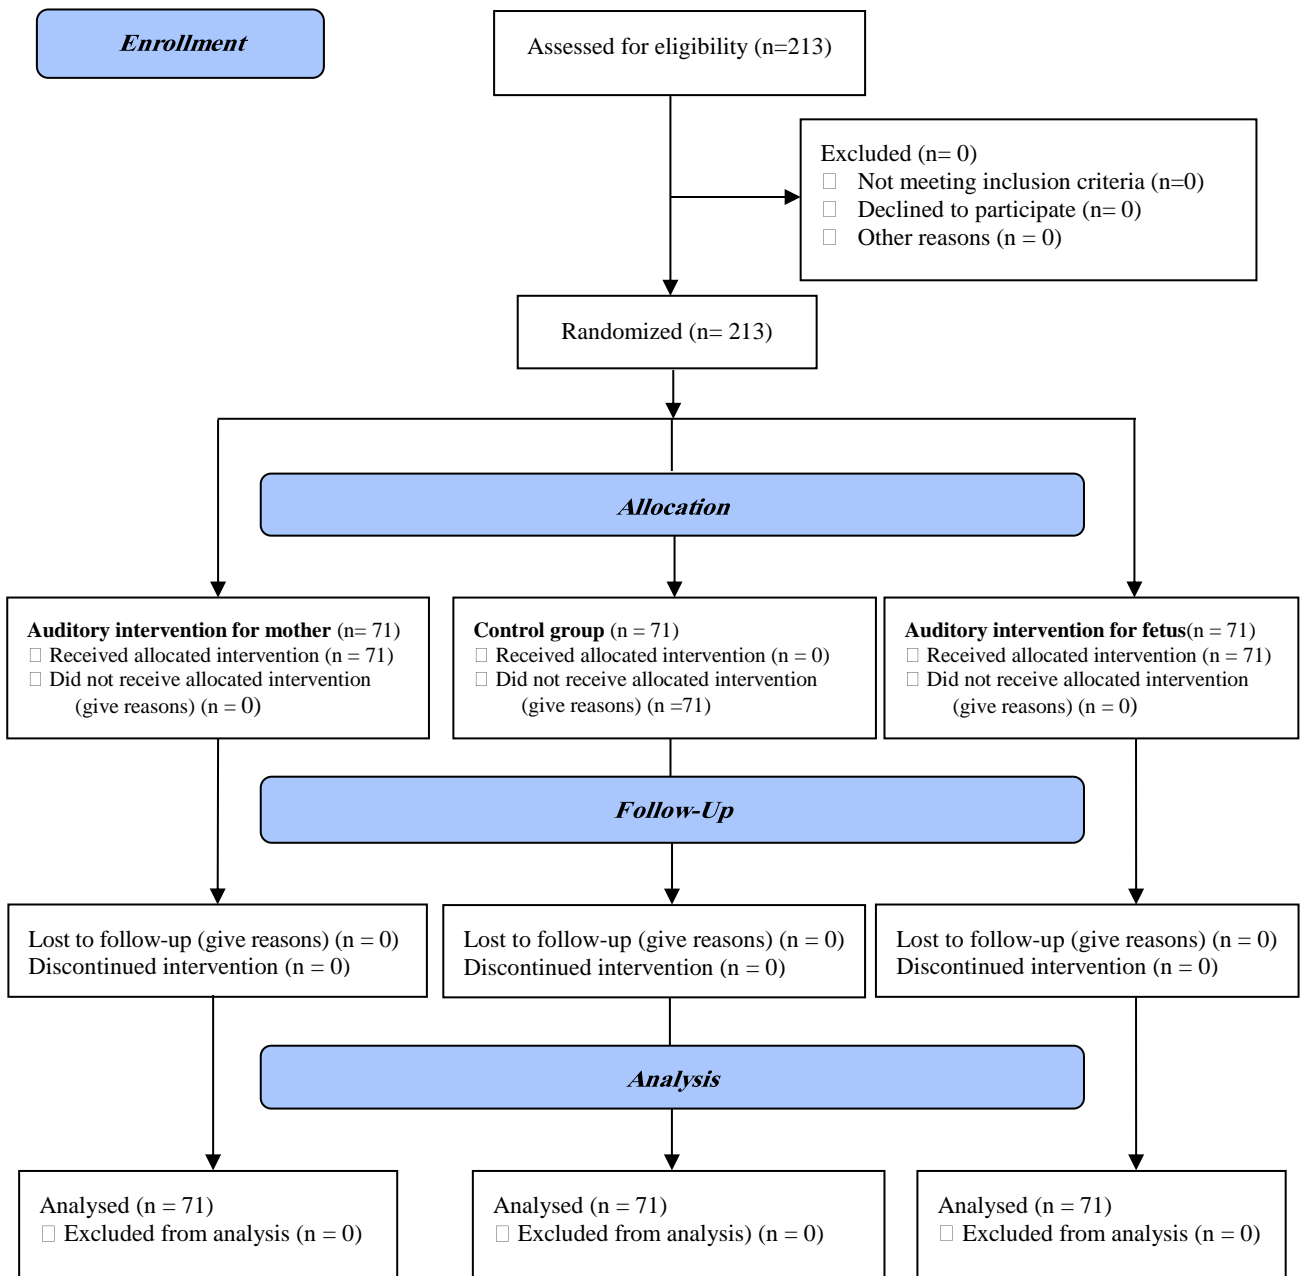 Enrollment
Assessed for eligibility (n=213)
Excluded (n= 0)
□ Not meeting inclusion criteria (n=0)
□ Declined to participate (n= 0)
□ Other reasons (n = 0)
Randomized (n= 213)
Allocation
Auditory intervention for mother (n= 71)
□ Received allocated intervention (n = 71)
□ Did not receive allocated intervention
(give reasons) (n = 0)
Control group (n = 71)
□ Received allocated intervention (n = 0)
□ Did not receive allocated intervention
(give reasons) (n =71)
Auditory intervention for fetus(n = 71)
□ Received allocated intervention (n = 71)
□ Did not receive allocated intervention
(give reasons) (n = 0)
Follow-Up
Lost to follow-up (give reasons) (n = 0)
Discontinued intervention (n = 0)
Lost to follow-up (give reasons) (n = 0)
Discontinued intervention (n = 0)
Lost to follow-up (give reasons) (n = 0)
Discontinued intervention (n = 0)
Analysis
Analysed (n = 71)
□ Excluded from analysis (n = 0)
Analysed (n = 71)
□ Excluded from analysis) (n = 0)
Analysed (n = 71)
□ Excluded from analysis (n = 0)